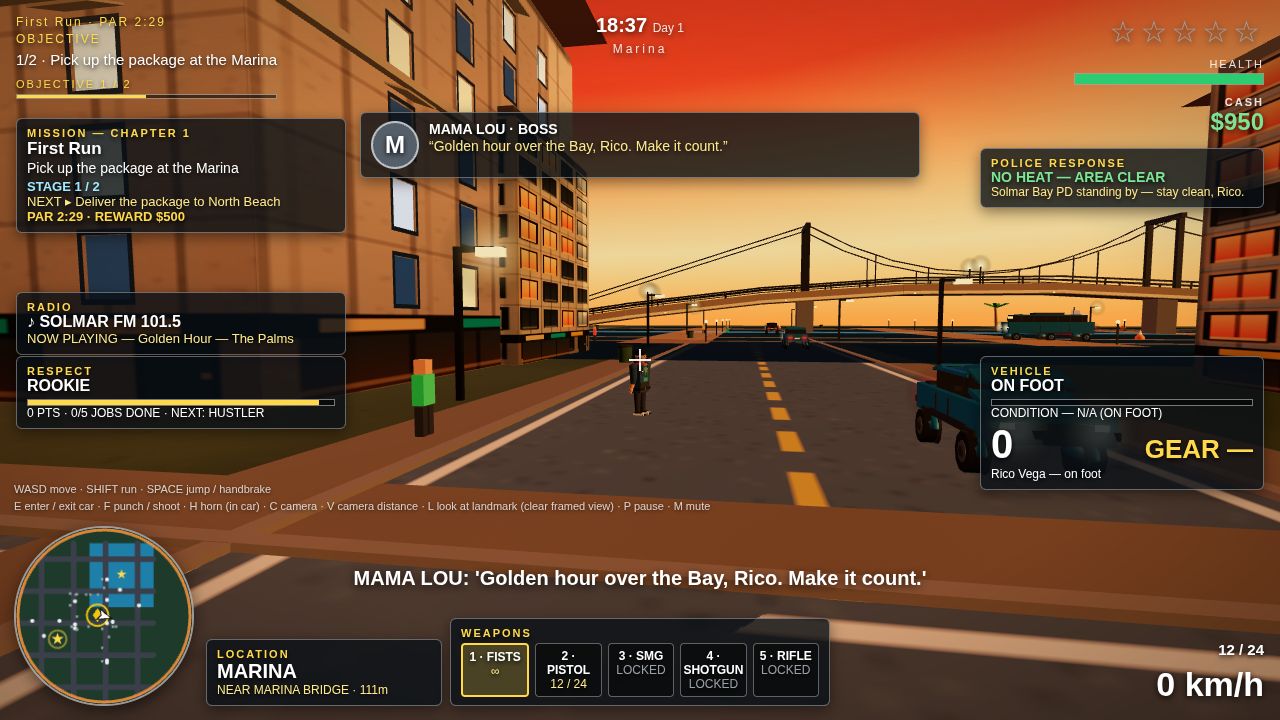 First Run · PAR 2:29
OBJECTIVE
1/2 · Pick up the package at the Marina
OBJECTIVE 1 / 2
18:37 Day 1
Marina
☆☆☆☆☆
HEALTH
CASH
$950
MISSION — CHAPTER 1
First Run
Pick up the package at the Marina
STAGE 1 / 2
NEXT ▸ Deliver the package to North Beach
PAR 2:29 · REWARD $500
M
MAMA LOU · BOSS
“Golden hour over the Bay, Rico. Make it count.”
POLICE RESPONSE
NO HEAT — AREA CLEAR
Solmar Bay PD standing by — stay clean, Rico.
RADIO
♪ SOLMAR FM 101.5
NOW PLAYING — Golden Hour — The Palms
RESPECT
ROOKIE
0 PTS · 0/5 JOBS DONE · NEXT: HUSTLER
VEHICLE
ON FOOT
CONDITION — N/A (ON FOOT)
0 GEAR —
Rico Vega — on foot
WASD move · SHIFT run · SPACE jump / handbrake
E enter / exit car · F punch / shoot · H horn (in car) · C camera · V camera distance · L look at landmark (clear framed view) · P pause · M mute
MAMA LOU: 'Golden hour over the Bay, Rico. Make it count.'
LOCATION
MARINA
NEAR MARINA BRIDGE · 111m
WEAPONS
1 · FISTS
∞
2 ·
PISTOL
12 / 24
3 · SMG
LOCKED
4 ·
SHOTGUN
LOCKED
5 · RIFLE
LOCKED
12 / 24
0 km/h